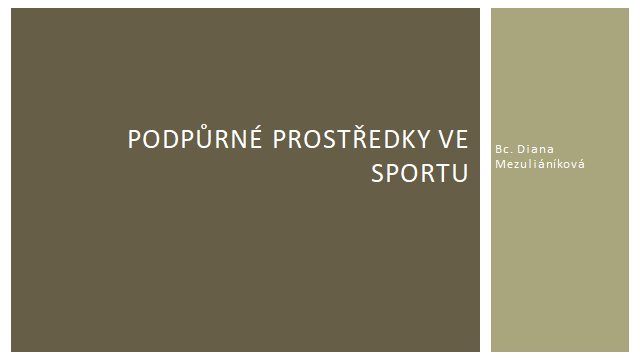 PODPŮRNÉ PROSTŘEDKY VE
SPORTU
Bc. Diana
Mezuliáníková